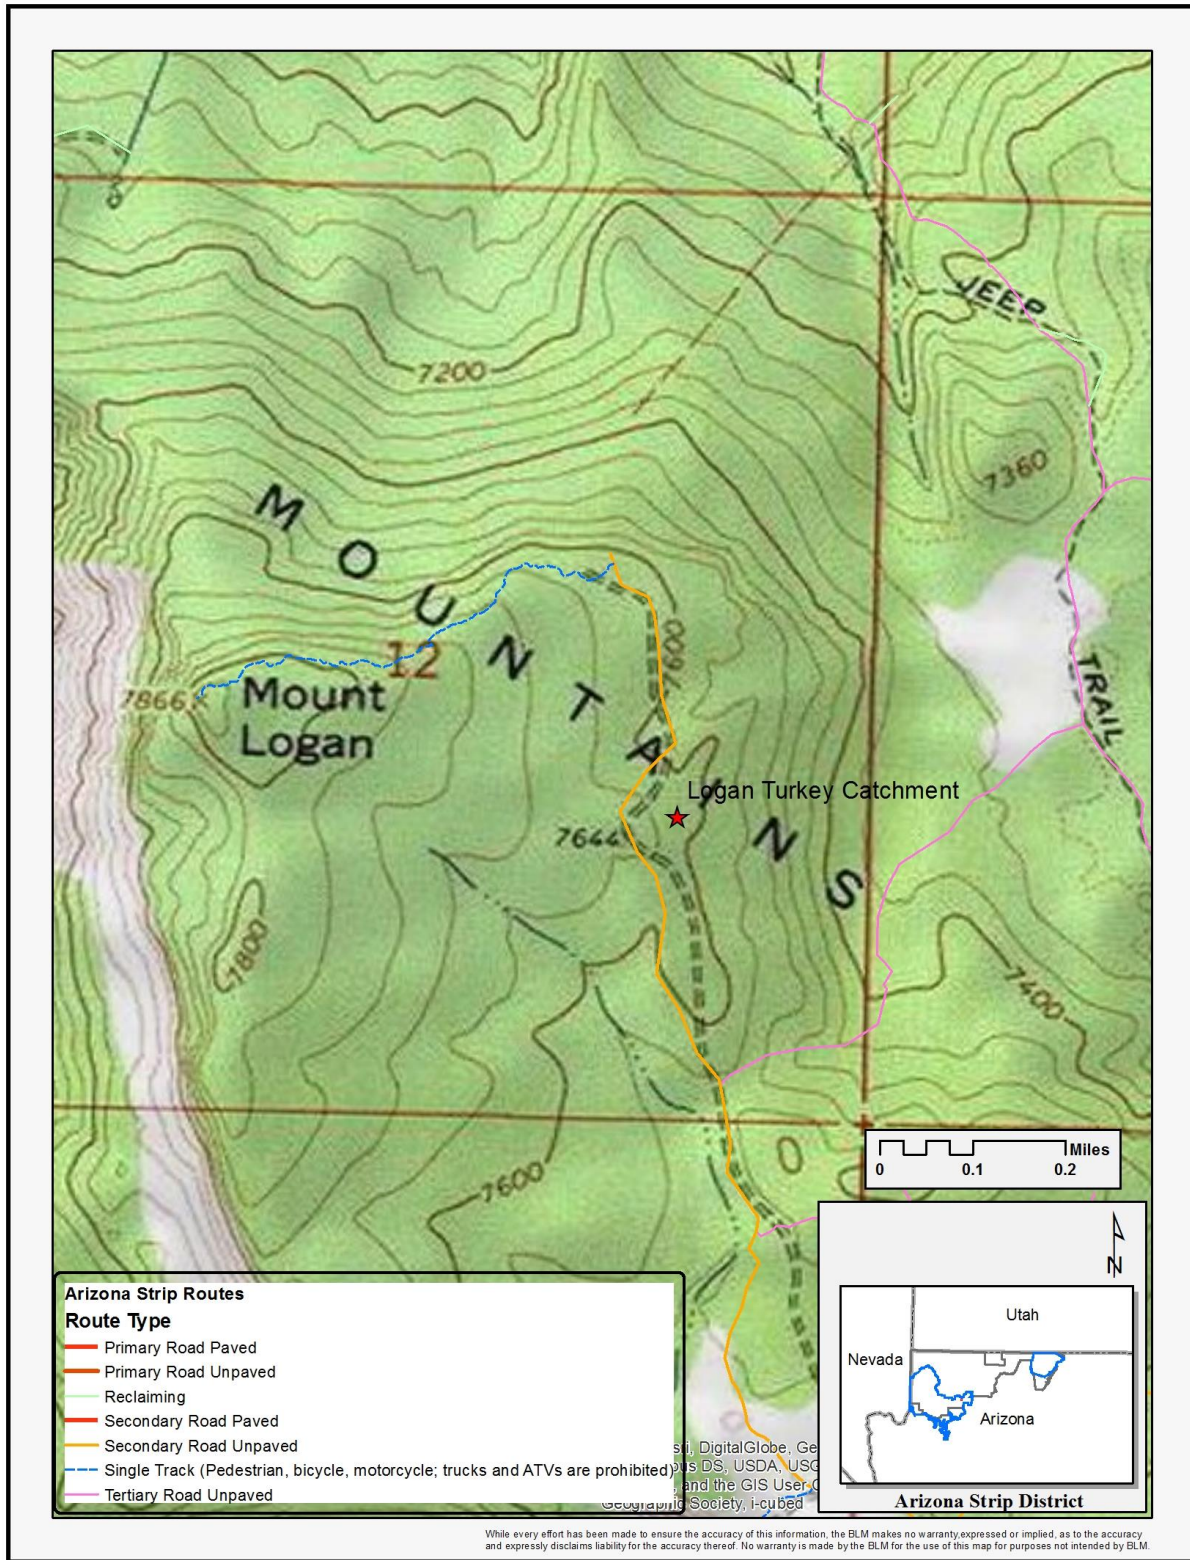 JEEP
7200
7360
M O U N T A I N S
7600
12
7866
Mount
Logan
TRAIL
Logan Turkey Catchment
7644
7800
7400
7600
Miles
0 0.1 0.2
N
Utah
Nevada
Arizona
Arizona Strip District
Arizona Strip Routes
Route Type
Primary Road Paved
Primary Road Unpaved
Reclaiming
Secondary Road Paved
Secondary Road Unpaved
Single Track (Pedestrian, bicycle, motorcycle; trucks and ATVs are prohibited)
Tertiary Road Unpaved
sri, DigitalGlobe, Ge
us DS, USDA, USG
, and the GIS User
Geographic Society, i-cubed
While every effort has been made to ensure the accuracy of this information, the BLM makes no warranty,expressed or implied, as to the accuracy
and expressly disclaims liability for the accuracy thereof. No warranty is made by the BLM for the use of this map for purposes not intended by BLM.